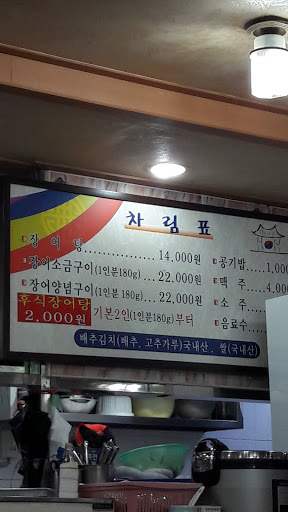 차 림 표
장 어 탕 ................ 14,000원
장어소금구이(1인분180g) ... 22,000원
장어양념구이(1인분 180g) ... 22,000원
후식장어탕
2,000원
기본2인(1인분180g)부터
공기밥 ..... 1,0
맥 주 ..... 4,0
소 주
음료수
배추김치(배추, 고추가루)국내산 , 쌀(국내산)